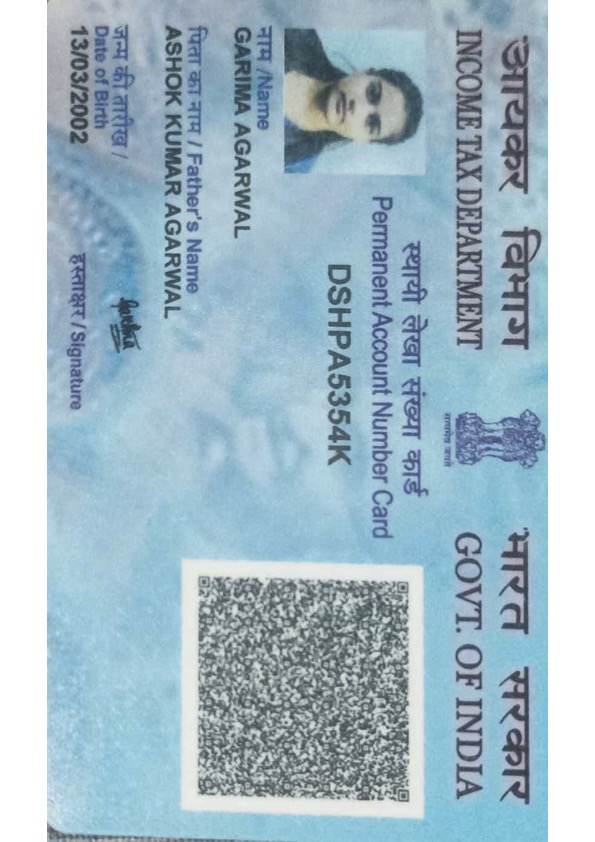 आयकर विभाग
INCOME TAX DEPARTMENT
सत्यमेव जयते
भारत सरकार
GOVT. OF INDIA
स्थायी लेखा संख्या कार्ड
Permanent Account Number Card
DSHPA5354K
नाम /Name
GARIMA AGARWAL
पिता का नाम / Father's Name
ASHOK KUMAR AGARWAL
जन्म की तारीख /
Date of Birth
13/03/2002
Garima
हस्ताक्षर / Signature